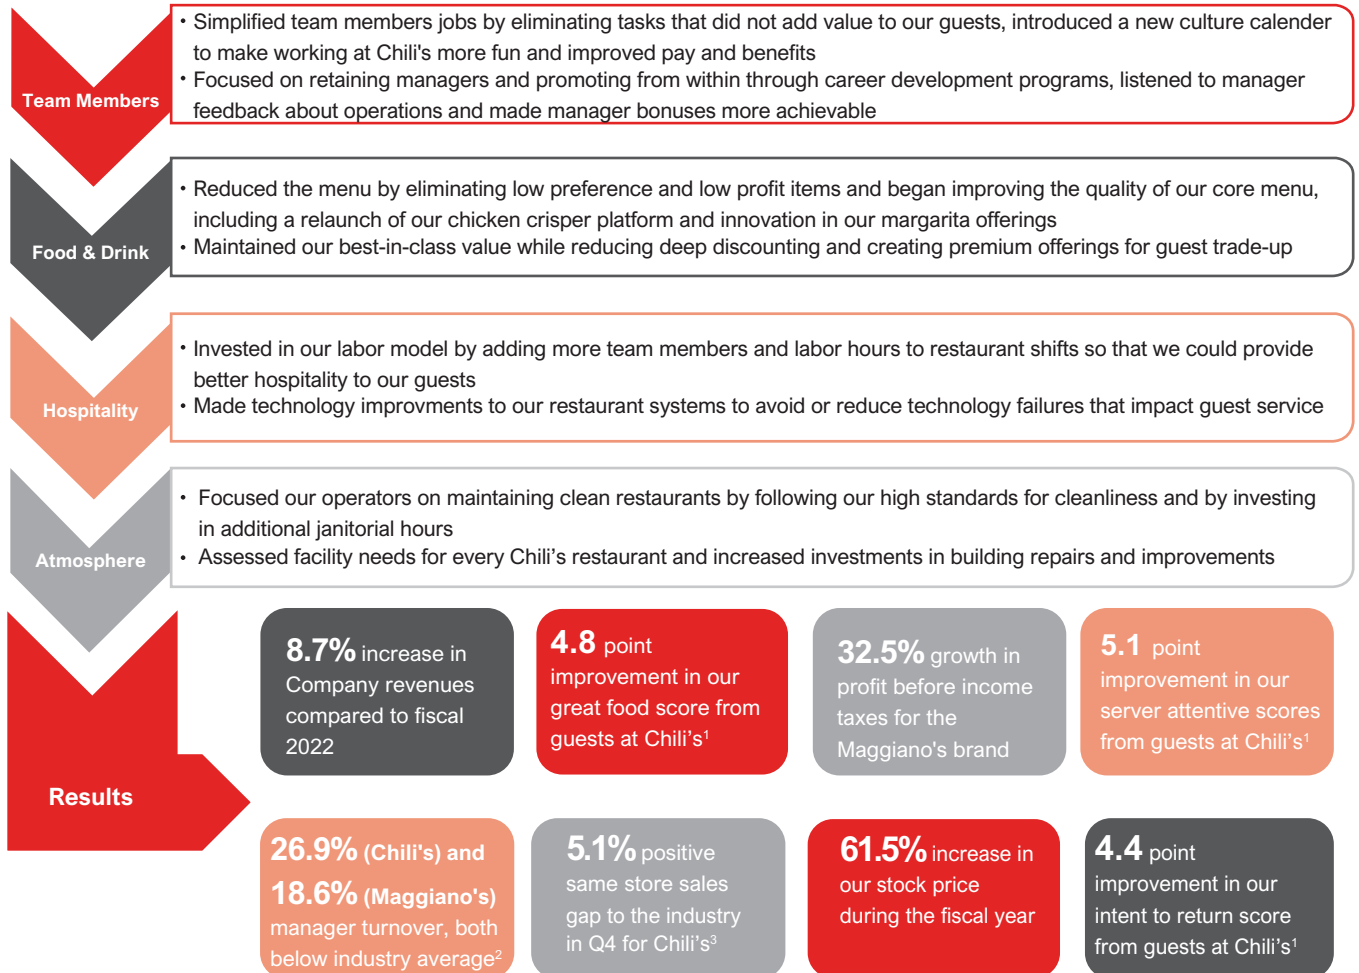 Team Members
• Simplified team members jobs by eliminating tasks that did not add value to our guests, introduced a new culture calender
to make working at Chili's more fun and improved pay and benefits
• Focused on retaining managers and promoting from within through career development programs, listened to manager
feedback about operations and made manager bonuses more achievable
Food & Drink
• Reduced the menu by eliminating low preference and low profit items and began improving the quality of our core menu,
including a relaunch of our chicken crisper platform and innovation in our margarita offerings
• Maintained our best-in-class value while reducing deep discounting and creating premium offerings for guest trade-up
Hospitality
• Invested in our labor model by adding more team members and labor hours to restaurant shifts so that we could provide
better hospitality to our guests
• Made technology improvments to our restaurant systems to avoid or reduce technology failures that impact guest service
Atmosphere
• Focused our operators on maintaining clean restaurants by following our high standards for cleanliness and by investing
in additional janitorial hours
• Assessed facility needs for every Chili’s restaurant and increased investments in building repairs and improvements
Results
8.7% increase in
Company revenues
compared to fiscal
2022
4.8 point
improvement in our
great food score from
guests at Chili’s¹
32.5% growth in
profit before income
taxes for the
Maggiano's brand
5.1 point
improvement in our
server attentive scores
from guests at Chili’s¹
26.9% (Chili's) and
18.6% (Maggiano's)
manager turnover, both
below industry average²
5.1% positive
same store sales
gap to the industry
in Q4 for Chili’s³
61.5% increase in
our stock price
during the fiscal year
4.4 point
improvement in our
intent to return score
from guests at Chili’s¹